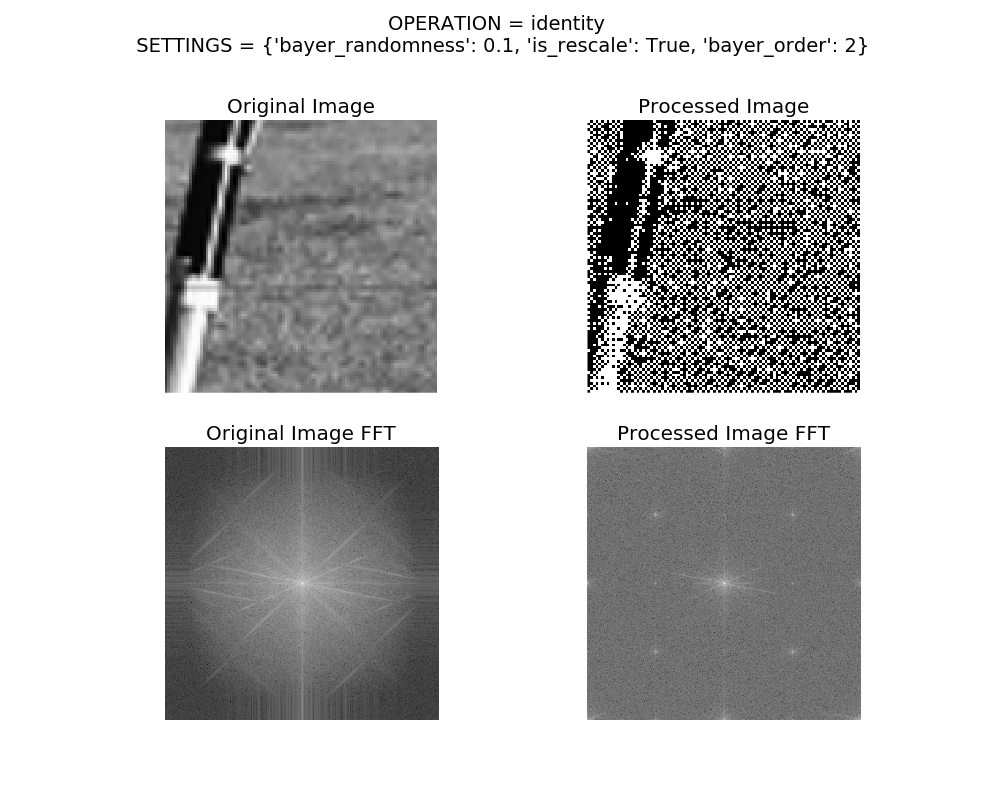 OPERATION = identity
SETTINGS = {'bayer_randomness': 0.1, 'is_rescale': True, 'bayer_order': 2}
Original Image
Processed Image
Original Image FFT
Processed Image FFT